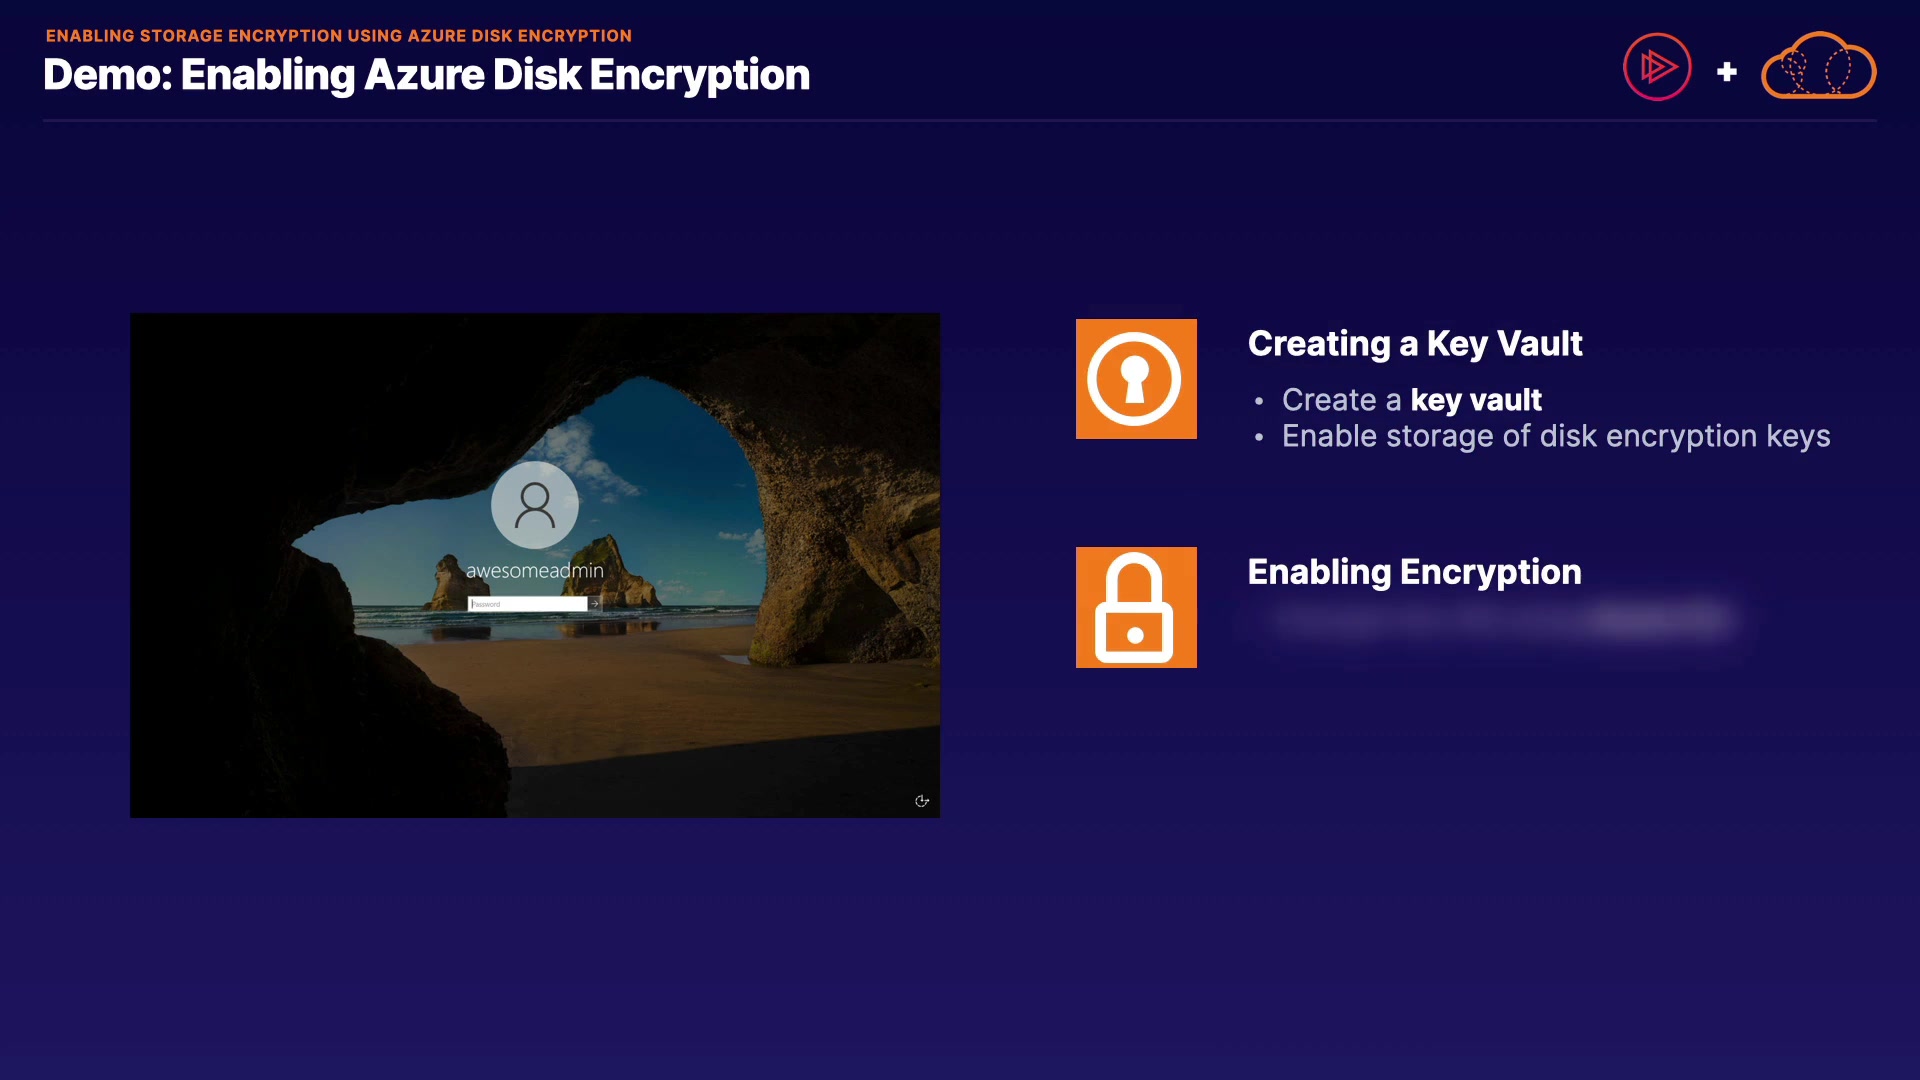 ENABLING STORAGE ENCRYPTION USING AZURE DISK ENCRYPTION
Demo: Enabling Azure Disk Encryption
awesomeadmin
Password
Creating a Key Vault
• Create a key vault
• Enable storage of disk encryption keys
Enabling Encryption